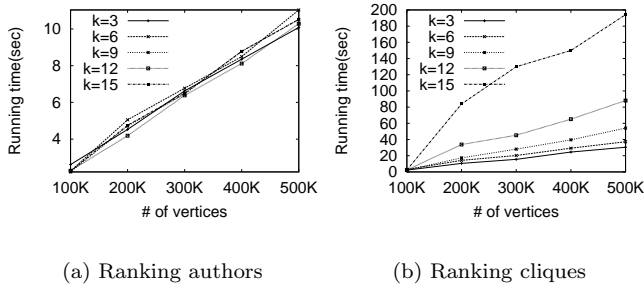 Running time(sec)
10
8
6
4
k=3
k=6
k=9
k=12
k=15
100K 200K 300K 400K 500K
# of vertices
(a) Ranking authors
Running time(sec)
200
180
160
140
120
100
80
60
40
20
0
k=3
k=6
k=9
k=12
k=15
100K 200K 300K 400K 500K
# of vertices
(b) Ranking cliques